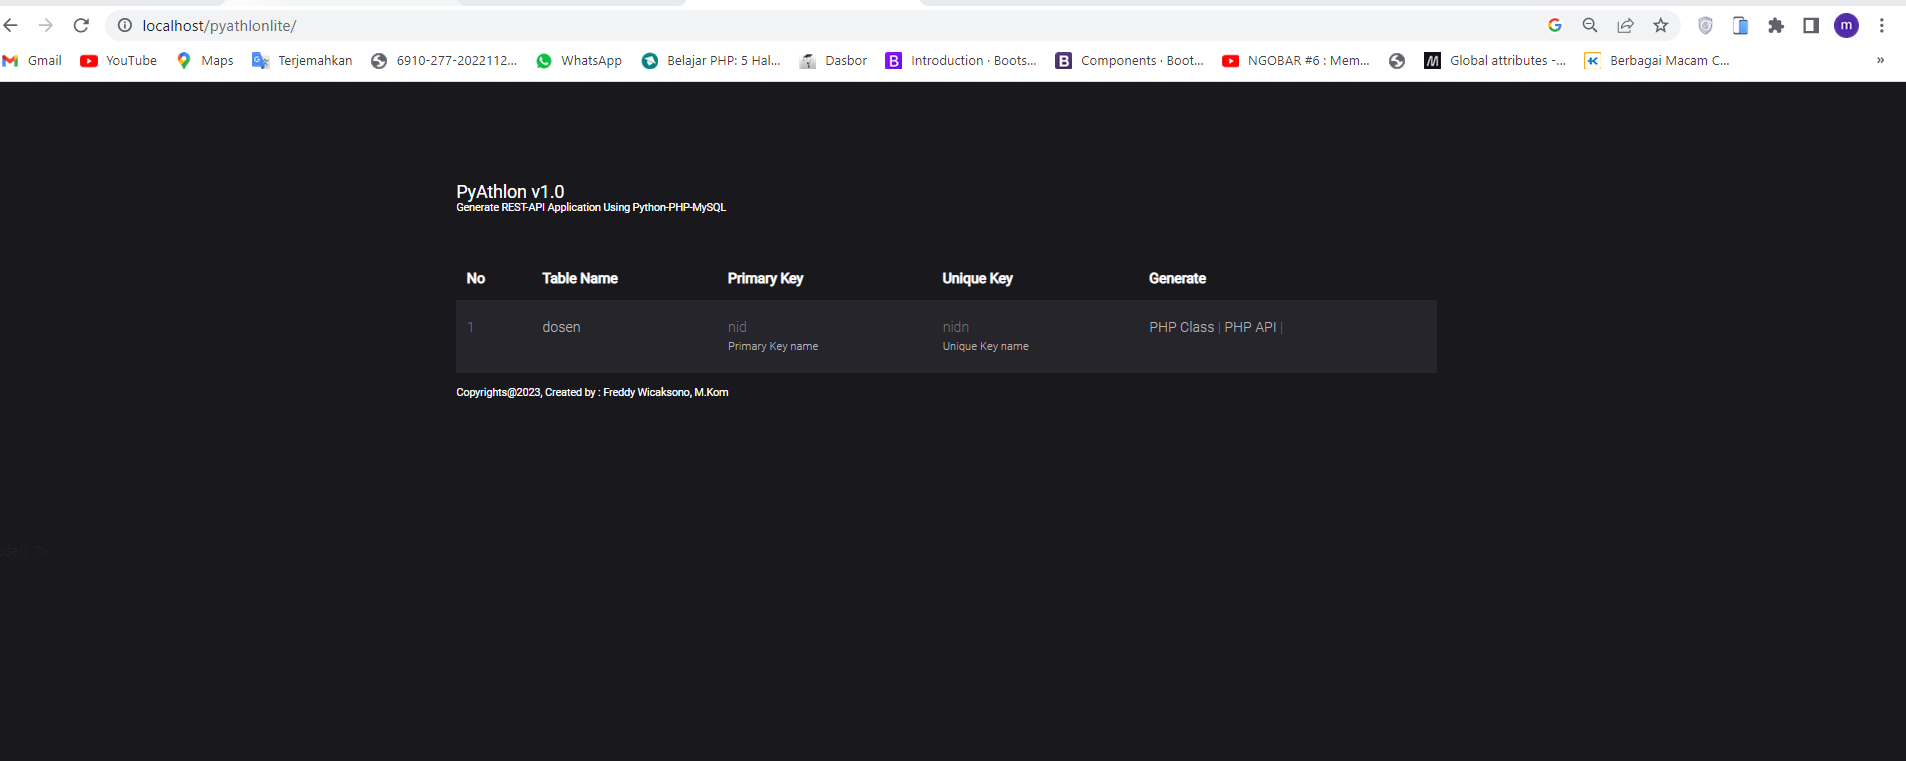 localhost/pyathlonlite/
m
Gmail YouTube Maps Terjemahkan 6910-277-2022112... WhatsApp Belajar PHP: 5 Hal... Dasbor Introduction · Boots... Components · Boot... NGOBAR #6 : Mem... Global attributes -... Berbagai Macam C... »
PyAthlon v1.0
Generate REST-API Application Using Python-PHP-MySQL
No Table Name Primary Key Unique Key Generate
1 dosen nid nidn PHP Class | PHP API |
Primary Key name Unique Key name
Copyrights@2023, Created by : Freddy Wicaksono, M.Kom